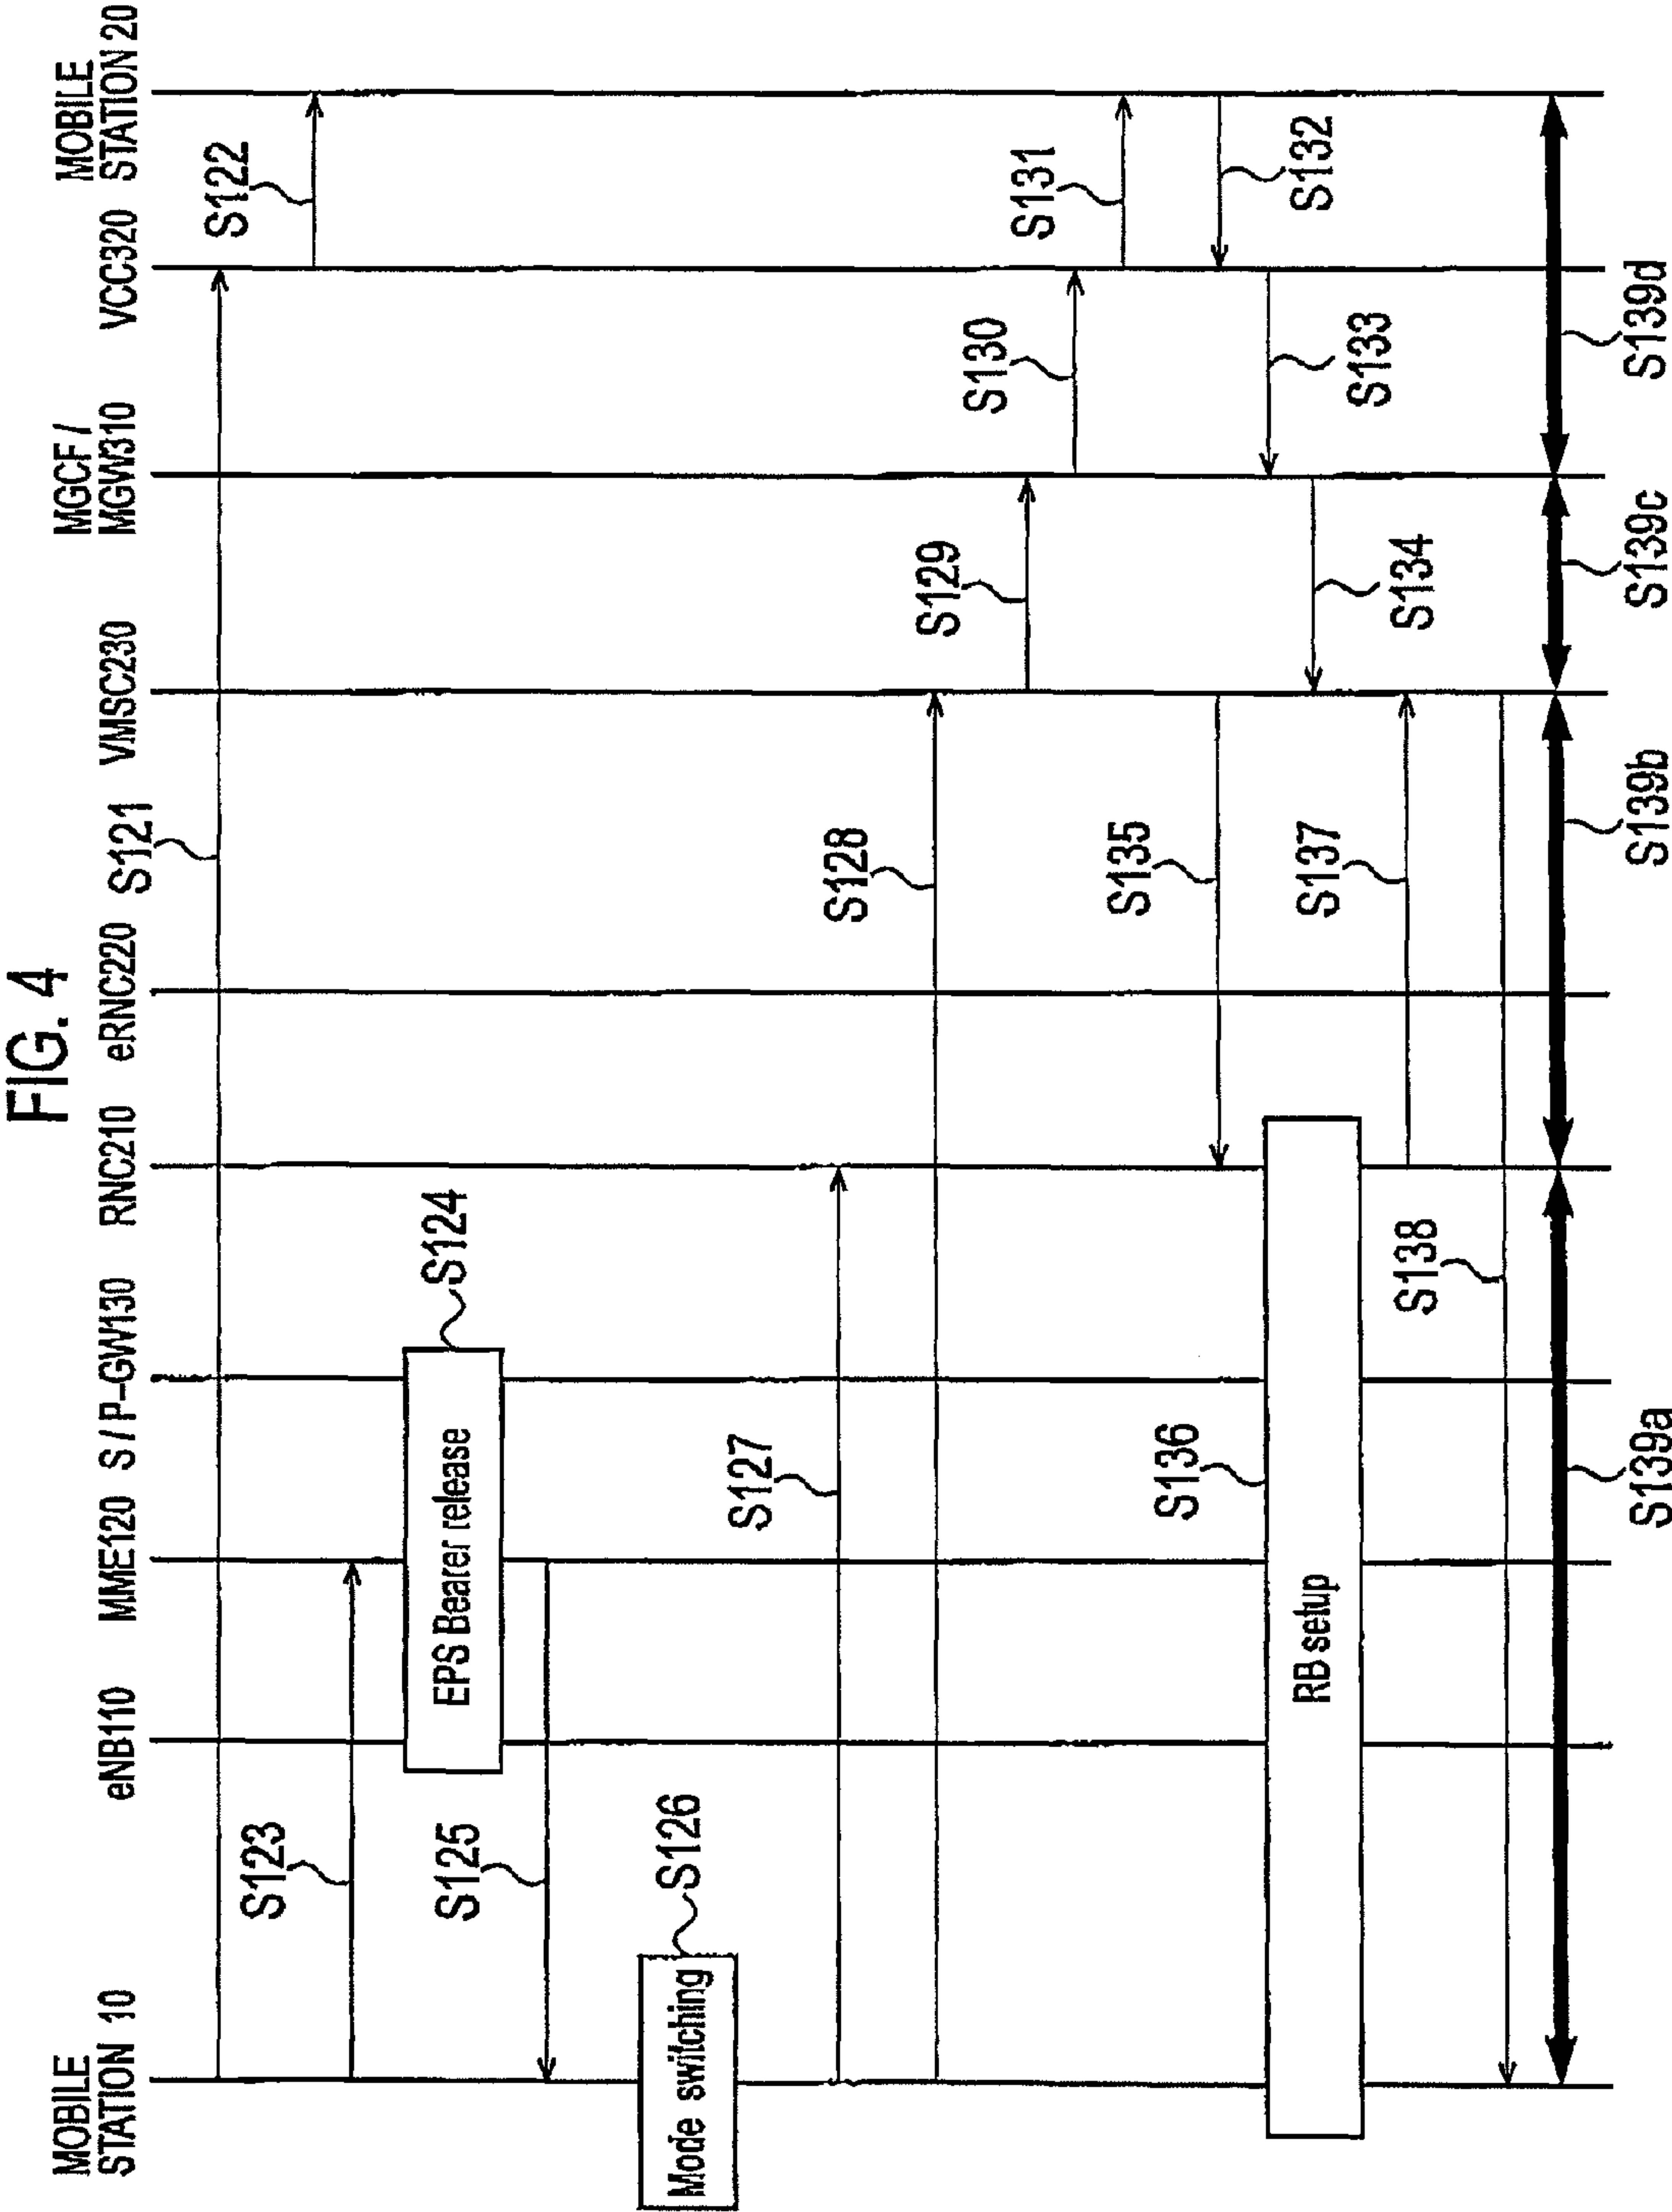 FIG. 4
MOBILE
STATION 10
eNB110
MME120
S / P-GW130
RNC210
eRNC220
VMSC230
MGCF /
MGW310
VCC320
MOBILE
STATION 20
S121
S122
S123
EPS Bearer release
S124
S125
Mode switching
S126
S127
S128
S129
S130
S131
S132
S133
S134
S135
RB setup
S136
S137
S138
S139a
S139b
S139c
S139d